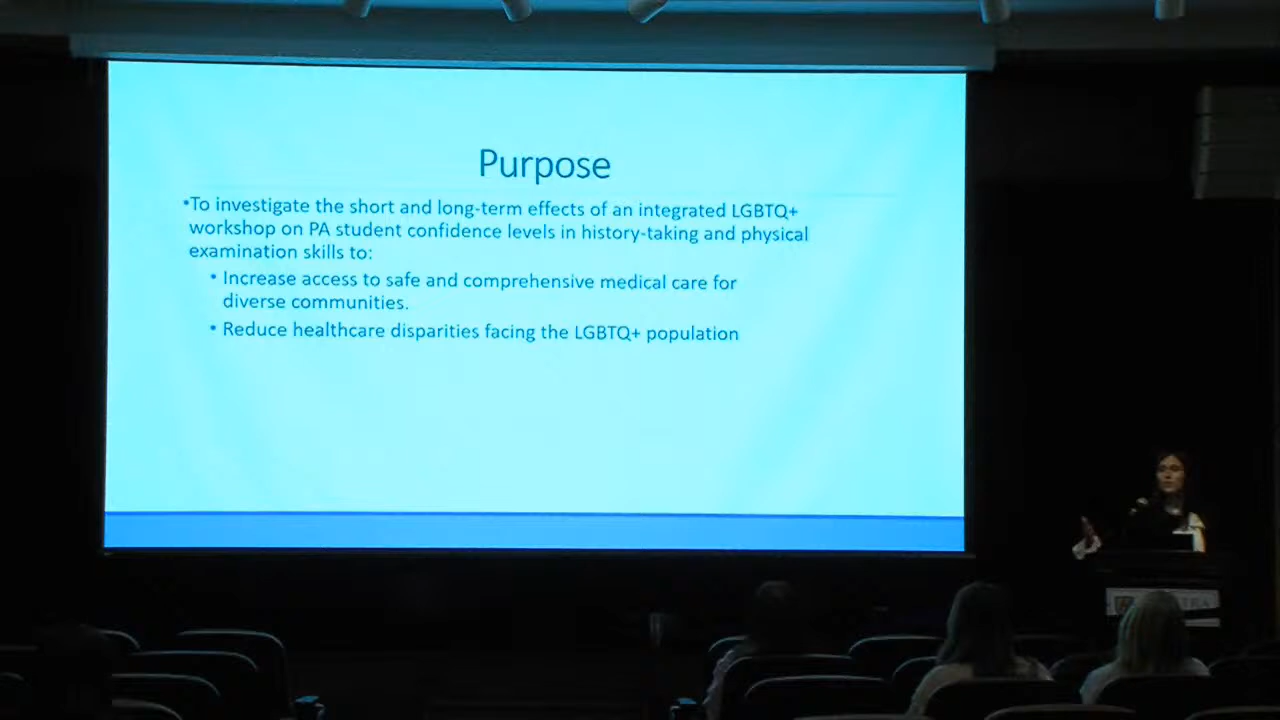 Purpose
•To investigate the short and long-term effects of an integrated LGBTQ+
workshop on PA student confidence levels in history-taking and physical
examination skills to:
• Increase access to safe and comprehensive medical care for
diverse communities.
• Reduce healthcare disparities facing the LGBTQ+ population